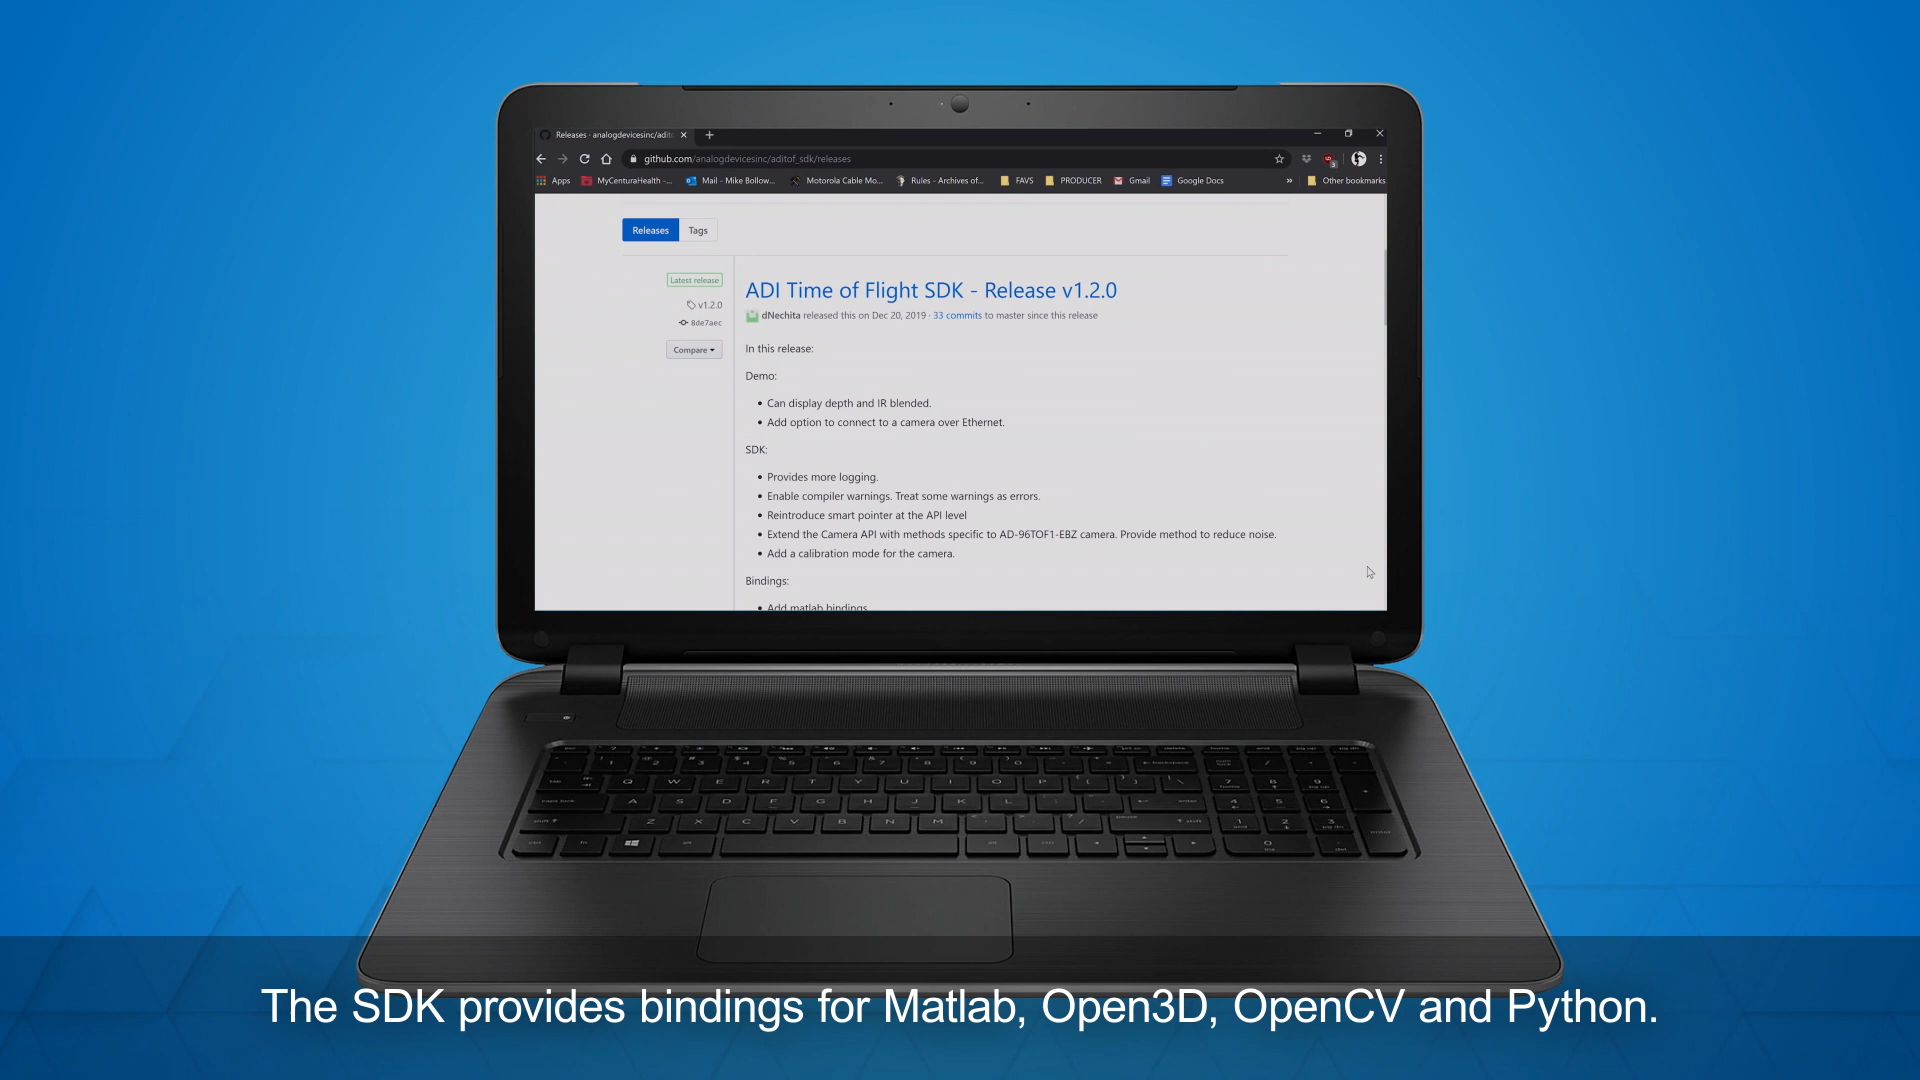 Releases · analogdevicesinc/adito
github.com/analogdevicesinc/aditof_sdk/releases
Apps MyCenturaHealth -... Mail - Mike Bollow... Motorola Cable Mo... Rules - Archives of... FAVS PRODUCER Gmail Google Docs » Other bookmarks
Releases Tags
Latest release
v1.2.0
8de7aec
Compare
ADI Time of Flight SDK - Release v1.2.0
dNechita released this on Dec 20, 2019 · 33 commits to master since this release
In this release:
Demo:
• Can display depth and IR blended.
• Add option to connect to a camera over Ethernet.
SDK:
• Provides more logging.
• Enable compiler warnings. Treat some warnings as errors.
• Reintroduce smart pointer at the API level
• Extend the Camera API with methods specific to AD-96TOF1-EBZ camera. Provide method to reduce noise.
• Add a calibration mode for the camera.
Bindings:
• Add matlab bindings
Q W E R T Y U I O P
A S D F G H J K L
Z X C V B N M
The SDK provides bindings for Matlab, Open3D, OpenCV and Python.